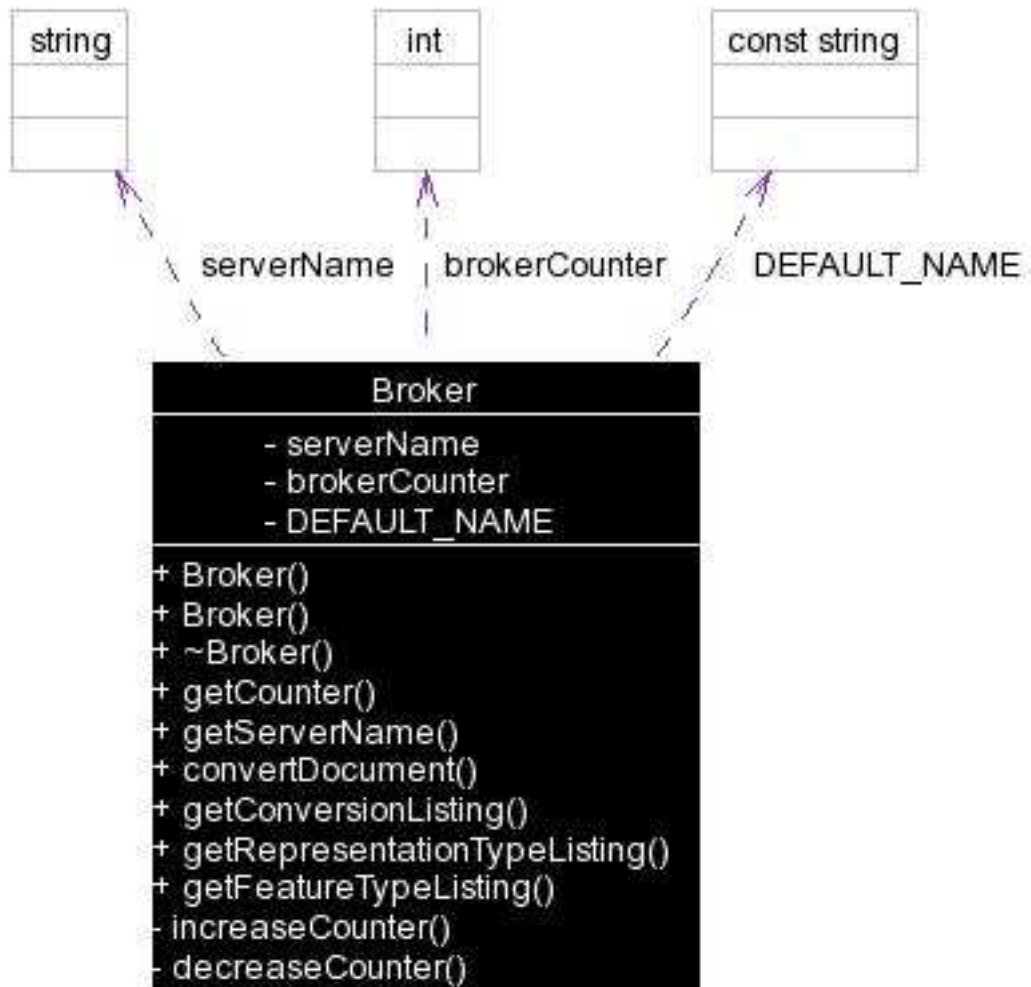 string
int
const string
serverName
brokerCounter
DEFAULT_NAME
Broker
- serverName
- brokerCounter
- DEFAULT_NAME
+ Broker()
+ Broker()
+ ~Broker()
+ getCounter()
+ getServerName()
+ convertDocument()
+ getConversionListing()
+ getRepresentationTypeListing()
+ getFeatureTypeListing()
- increaseCounter()
- decreaseCounter()